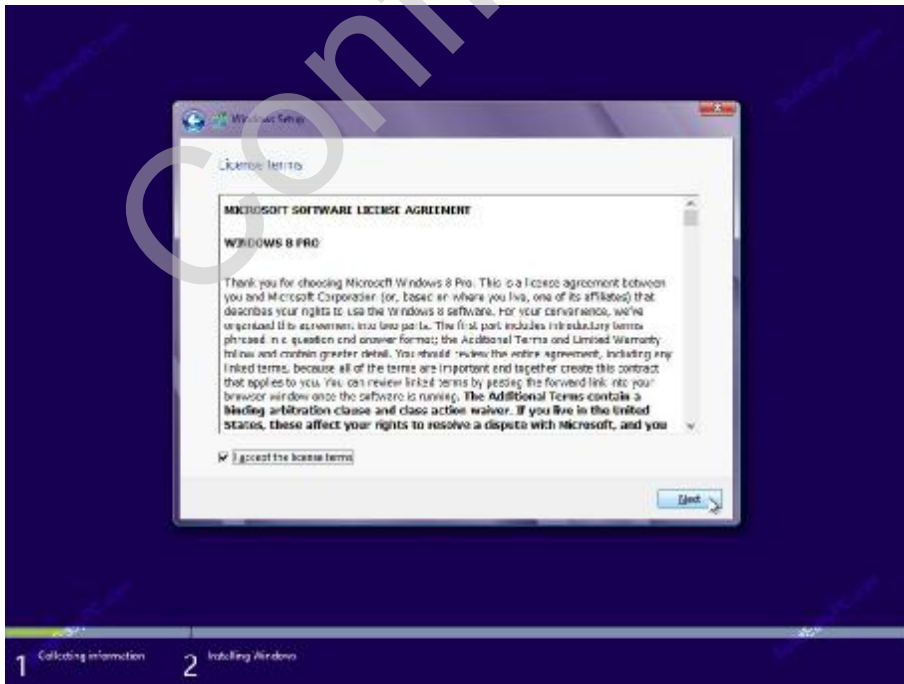 Windows Setup
License terms
MICROSOFT SOFTWARE LICENSE AGREEMENT
WINDOWS 8 PRO
Thank you for choosing Microsoft Windows 8 Pro. This is a license agreement between
you and Microsoft Corporation (or, based on where you live, one of its affiliates) that
describes your rights to use the Windows 8 software. For your convenience, we've
organized this agreement into two parts. The first part includes introductory terms
phrased in a question and answer format; the Additional Terms and Limited Warranty
follow and contain greater detail. You should review the entire agreement, including any
linked terms, because all of the terms are important and together create this contract
that applies to you. You can review linked terms by pasting the forward link into your
browser window once the software is running. The Additional Terms contain a
binding arbitration clause and class action waiver. If you live in the United
States, these affect your rights to resolve a dispute with Microsoft, and you
I accept the license terms
Next
1 Collecting information
2 Installing Windows